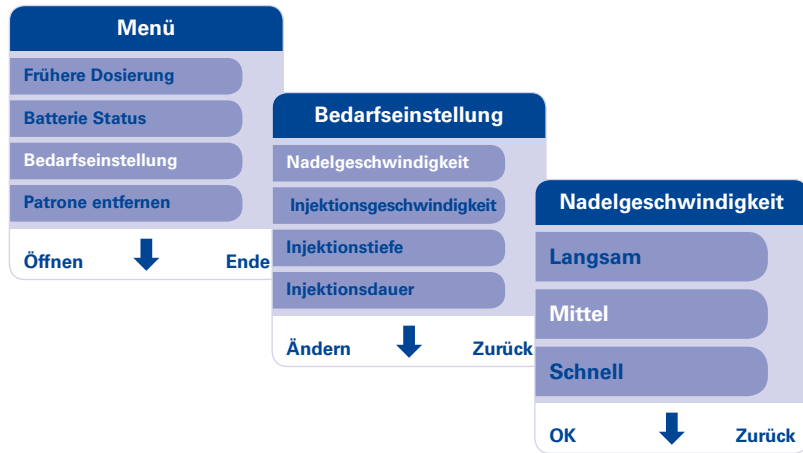 Menü
Frühere Dosierung
Batterie Status
Bedarfseinstellung
Patrone entfernen
Öffnen Ende
Bedarfseinstellung
Nadelgeschwindigkeit
Injektionsgeschwindigkeit
Injektionstiefe
Injektionsdauer
Ändern Zurück
Nadelgeschwindigkeit
Langsam
Mittel
Schnell
OK Zurück